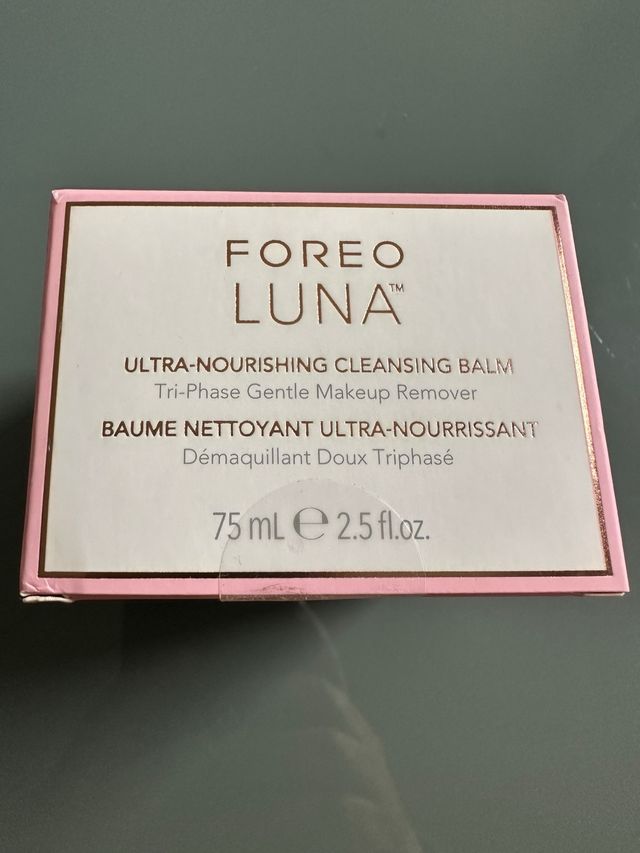 FOREO
LUNA™
ULTRA-NOURISHING CLEANSING BALM
Tri-Phase Gentle Makeup Remover
BAUME NETTOYANT ULTRA-NOURRISSANT
Démaquillant Doux Triphasé
75 mL ℮ 2.5 fl.oz.